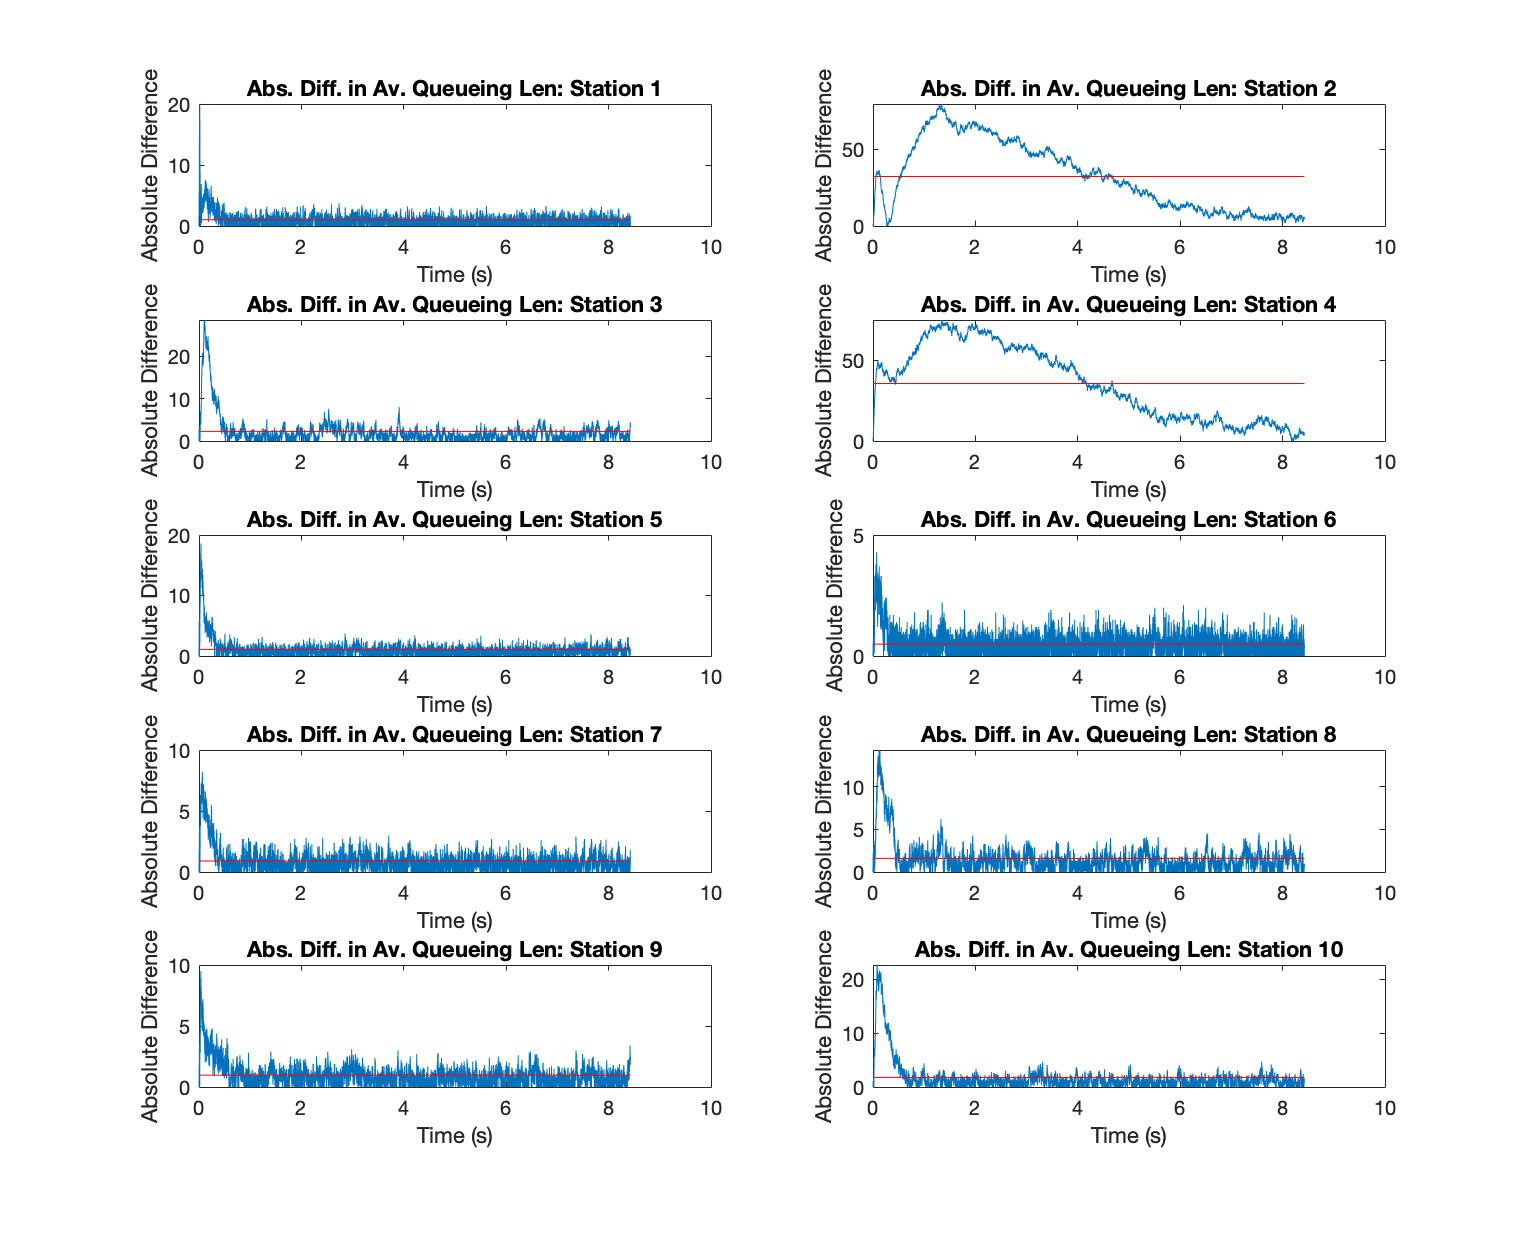 Abs. Diff. in Av. Queueing Len: Station 1
Absolute Difference
20
10
0
0 2 4 6 8 10
Time (s)
Abs. Diff. in Av. Queueing Len: Station 2
Absolute Difference
50
0
0 2 4 6 8 10
Time (s)
Abs. Diff. in Av. Queueing Len: Station 3
Absolute Difference
20
10
0
0 2 4 6 8 10
Time (s)
Abs. Diff. in Av. Queueing Len: Station 4
Absolute Difference
50
0
0 2 4 6 8 10
Time (s)
Abs. Diff. in Av. Queueing Len: Station 5
Absolute Difference
20
10
0
0 2 4 6 8 10
Time (s)
Abs. Diff. in Av. Queueing Len: Station 6
Absolute Difference
5
0
0 2 4 6 8 10
Time (s)
Abs. Diff. in Av. Queueing Len: Station 7
Absolute Difference
10
5
0
0 2 4 6 8 10
Time (s)
Abs. Diff. in Av. Queueing Len: Station 8
Absolute Difference
10
5
0
0 2 4 6 8 10
Time (s)
Abs. Diff. in Av. Queueing Len: Station 9
Absolute Difference
10
5
0
0 2 4 6 8 10
Time (s)
Abs. Diff. in Av. Queueing Len: Station 10
Absolute Difference
20
10
0
0 2 4 6 8 10
Time (s)